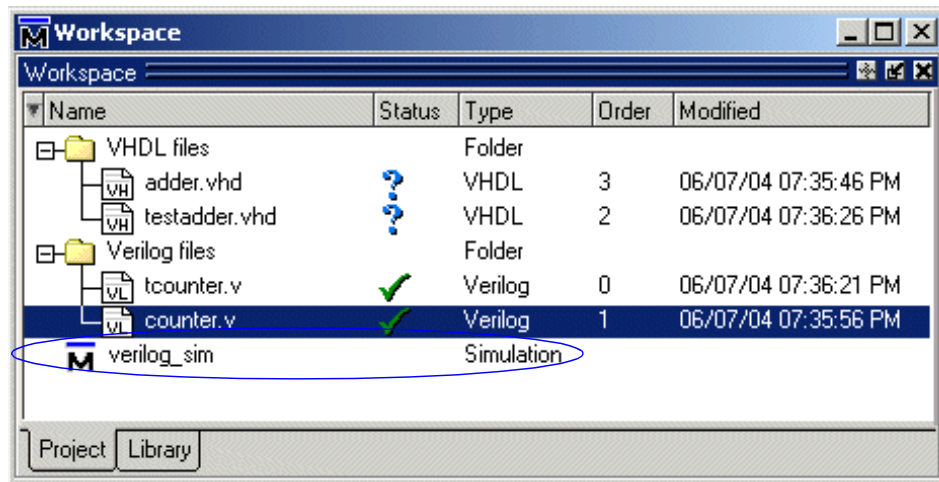 Workspace
Workspace
Name Status Type Order Modified
VHDL files Folder
VH adder.vhd ? VHDL 3 06/07/04 07:35:46 PM
VH testadder.vhd ? VHDL 2 06/07/04 07:36:26 PM
Verilog files Folder
VL tcounter.v Verilog 0 06/07/04 07:36:21 PM
VL counter.v Verilog 1 06/07/04 07:35:56 PM
M verilog_sim Simulation
Project Library